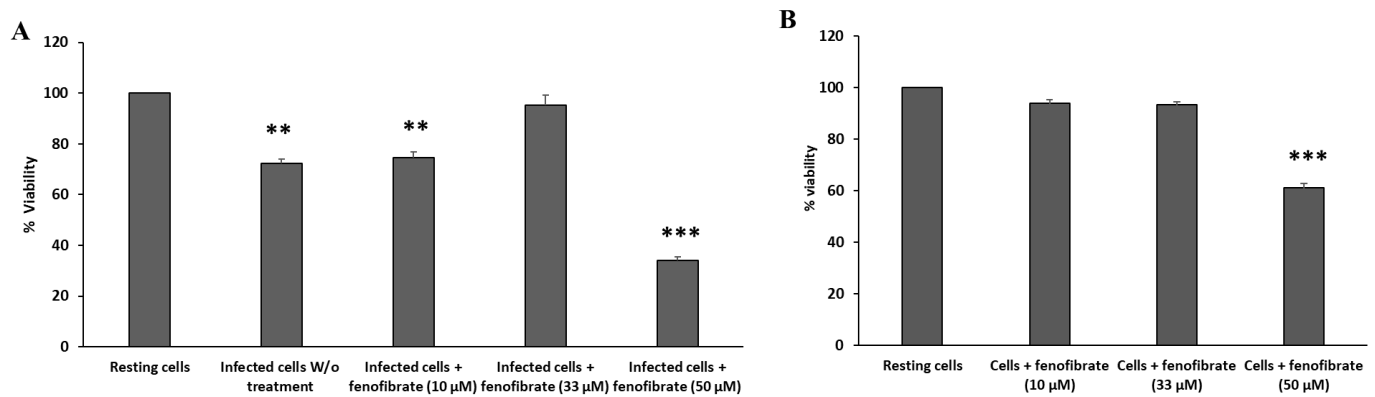 A
120
100
80
60
40
20
0
% Viability
**
**
***
Resting cells
Infected cells W/o
treatment
Infected cells +
fenofibrate (10 µM)
Infected cells +
fenofibrate (33 µM)
Infected cells +
fenofibrate (50 µM)
B
120
100
80
60
40
20
0
% viability
***
Resting cells
Cells + fenofibrate
(10 µM)
Cells + fenofibrate
(33 µM)
Cells + fenofibrate
(50 µM)